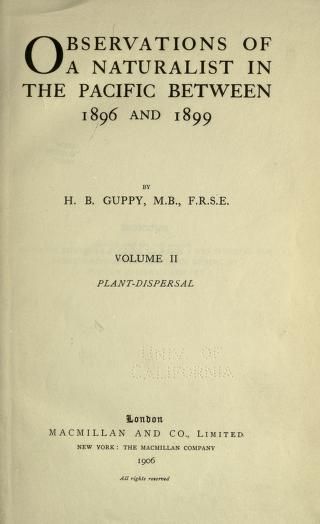 OBSERVATIONS OF
A NATURALIST IN
THE PACIFIC BETWEEN
1896 AND 1899
BY
H. B. GUPPY, M.B., F.R.S.E.
VOLUME II
PLANT-DISPERSAL
UNIV. OF
CALIFORNIA
London
MACMILLAN AND CO., LIMITED
NEW YORK: THE MACMILLAN COMPANY
1906
All rights reserved